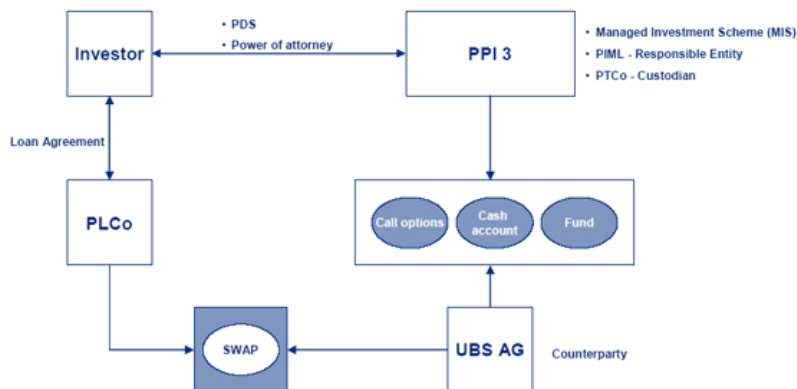 • PDS
• Power of attorney
Investor
PPI 3
• Managed Investment Scheme (MIS)
• PIML - Responsible Entity
• PTCo - Custodian
Loan Agreement
PLCo
Call options
Cash
account
Fund
SWAP
UBS AG
Counterparty